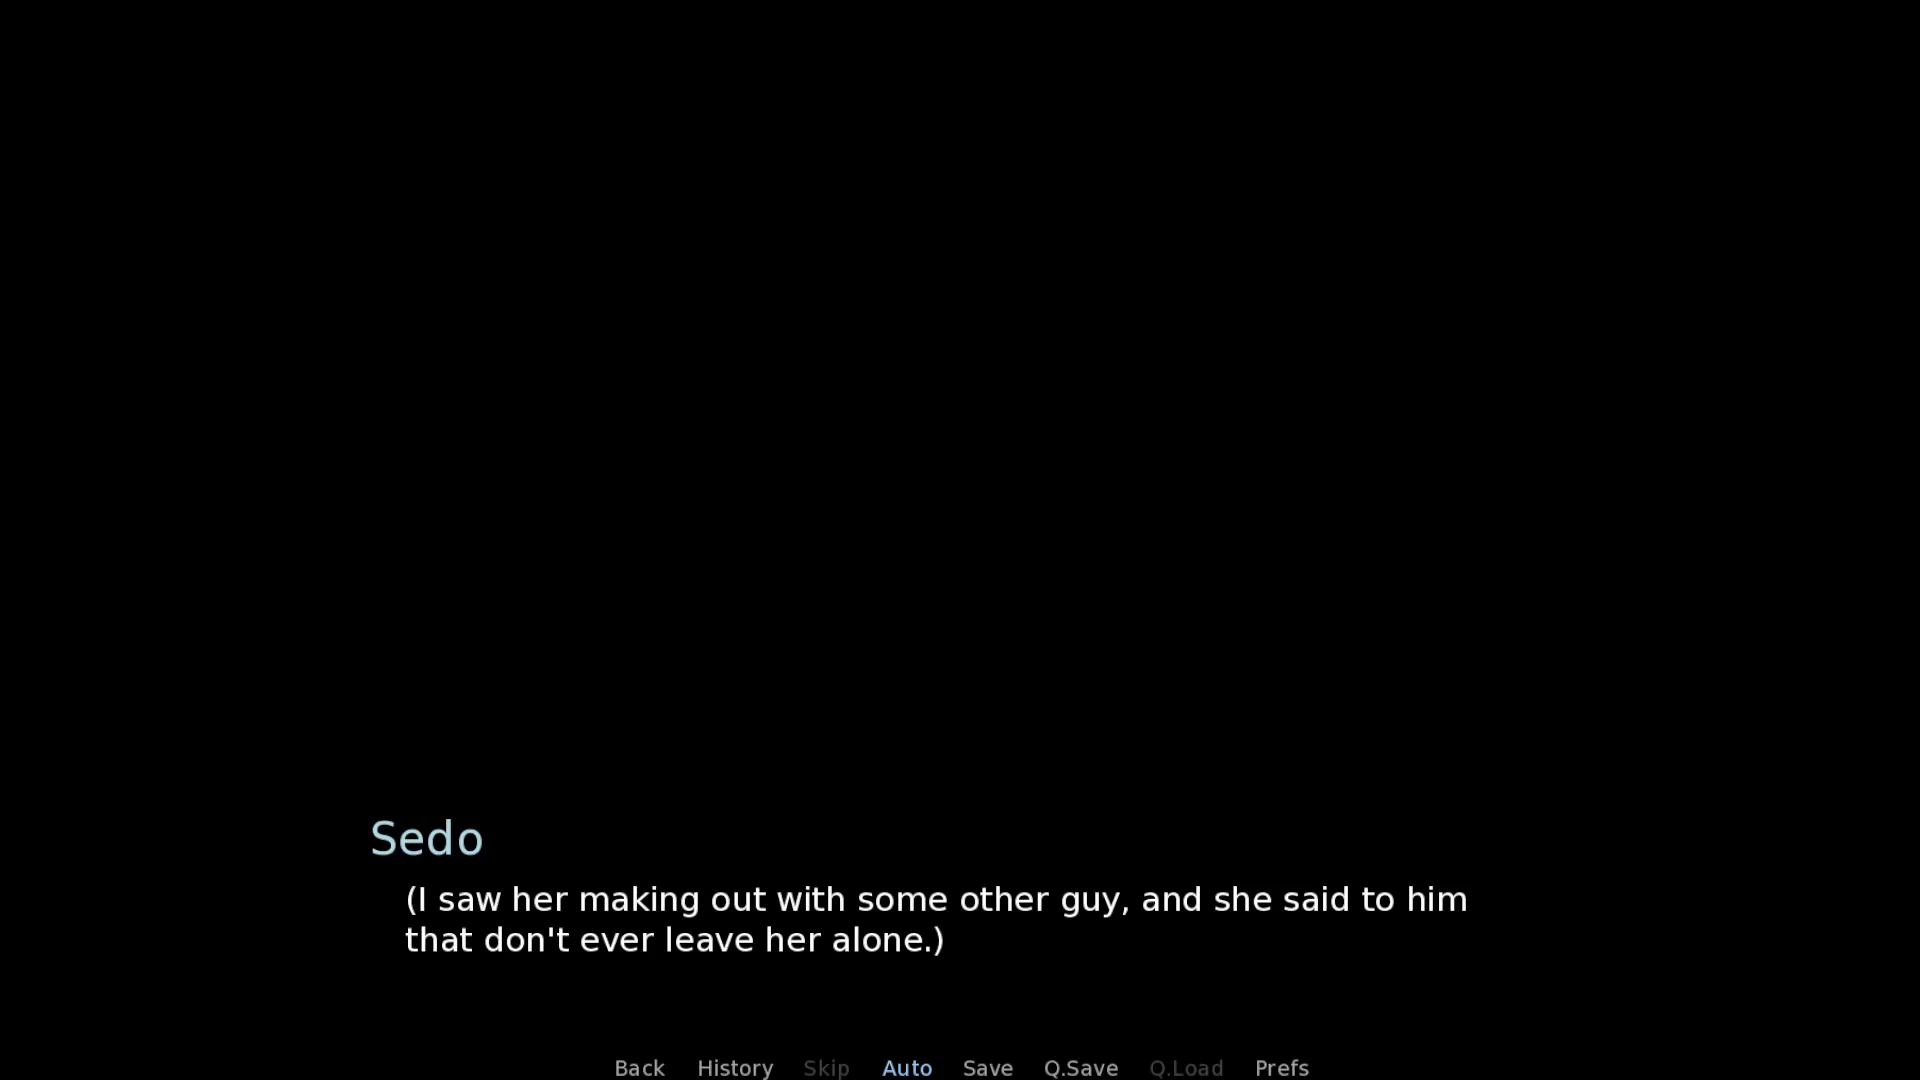 Sedo
(I saw her making out with some other guy, and she said to him
that don't ever leave her alone.)
Back History Skip Auto Save Q.Save Q.Load Prefs